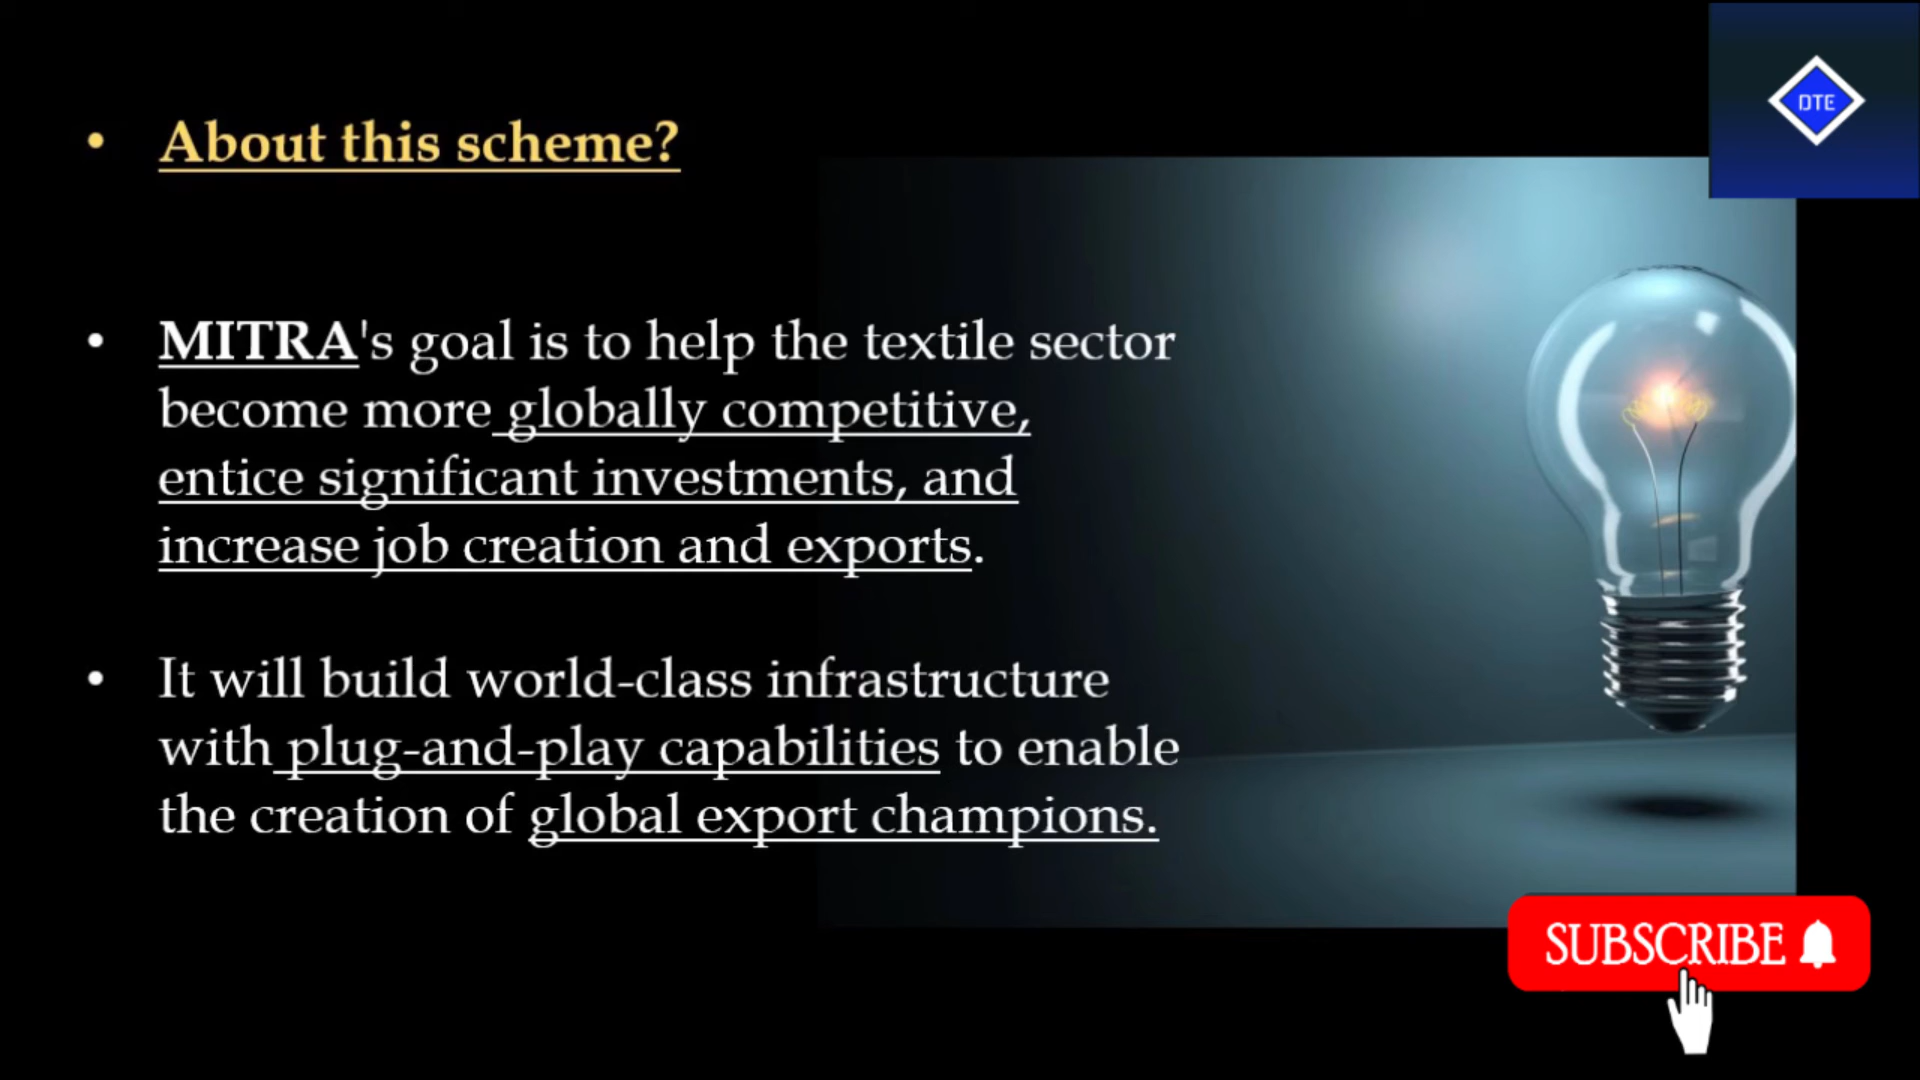 DTE
• About this scheme?
• MITRA's goal is to help the textile sector
become more globally competitive,
entice significant investments, and
increase job creation and exports.
• It will build world-class infrastructure
with plug-and-play capabilities to enable
the creation of global export champions.
SUBSCRIBE